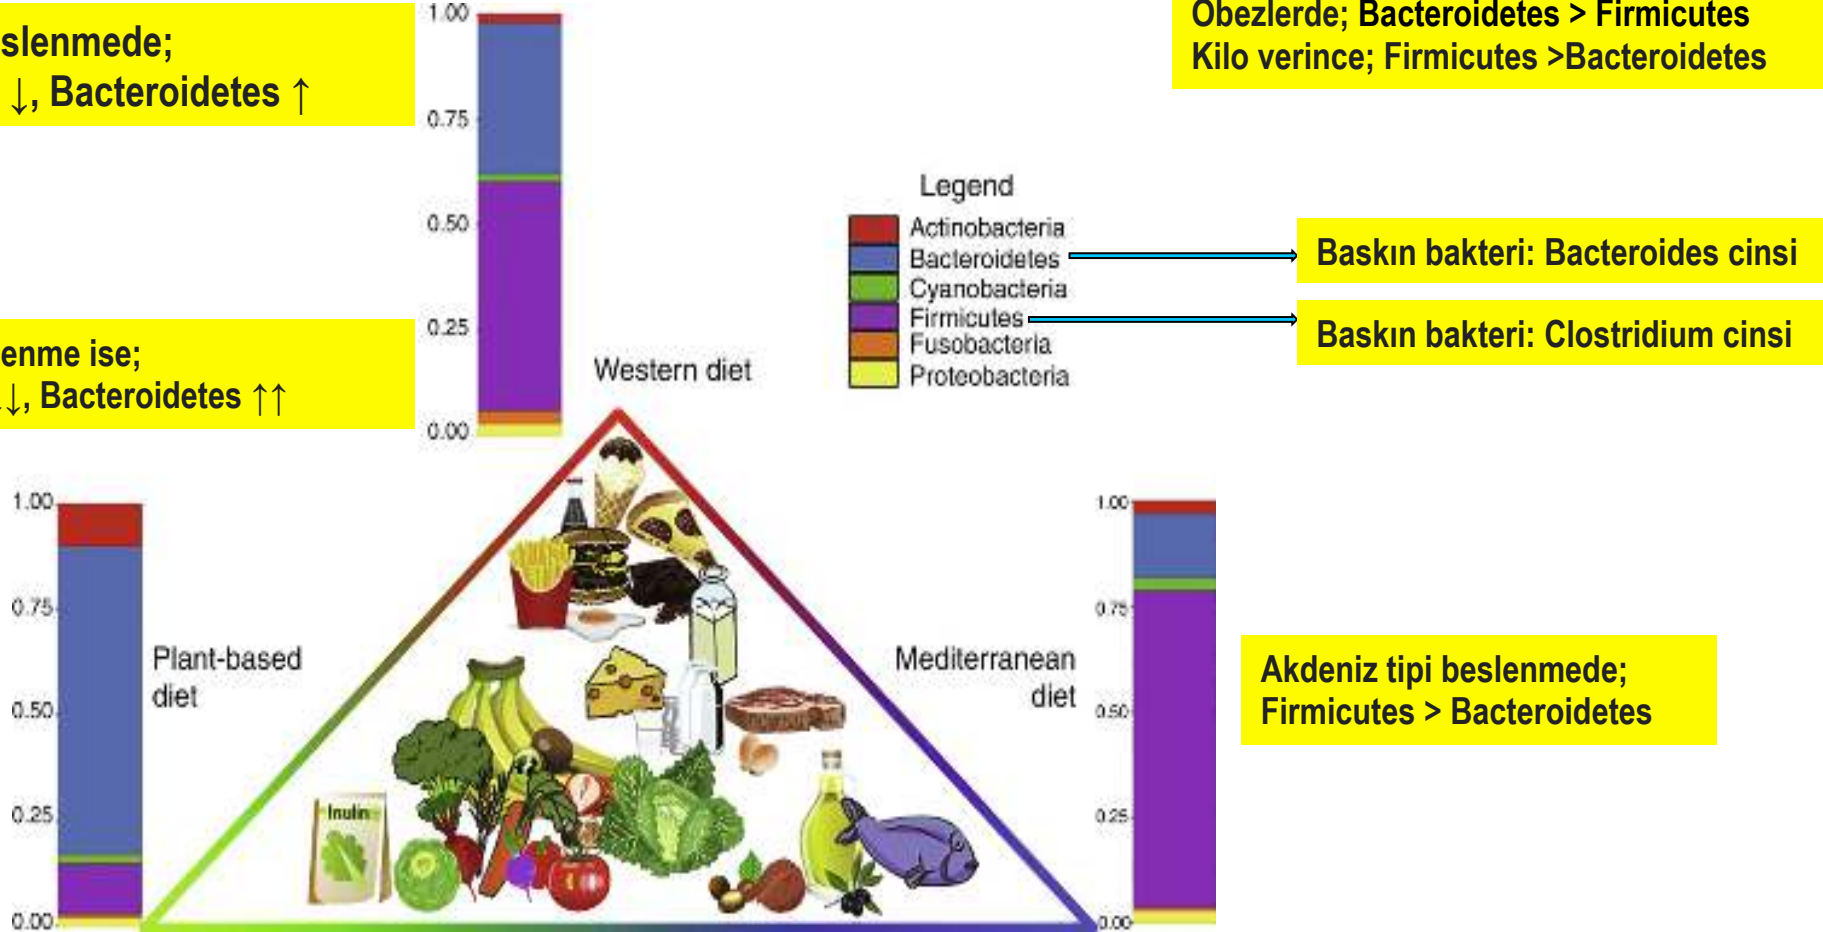 slenmede;
↓, Bacteroidetes ↑
Obezlerde; Bacteroidetes > Firmicutes
Kilo verince; Firmicutes >Bacteroidetes
1.00
0.75
0.50
0.25
0.00
Legend
Actinobacteria
Bacteroidetes
Cyanobacteria
Firmicutes
Fusobacteria
Proteobacteria
Baskın bakteri: Bacteroides cinsi
Baskın bakteri: Clostridium cinsi
enme ise;
↓, Bacteroidetes ↑↑
Western diet
1.00
0.75
0.50
0.25
0.00
Plant-based
diet
Inulin
Mediterranean
diet
1.00
0.75
0.50
0.25
0.00
Akdeniz tipi beslenmede;
Firmicutes > Bacteroidetes